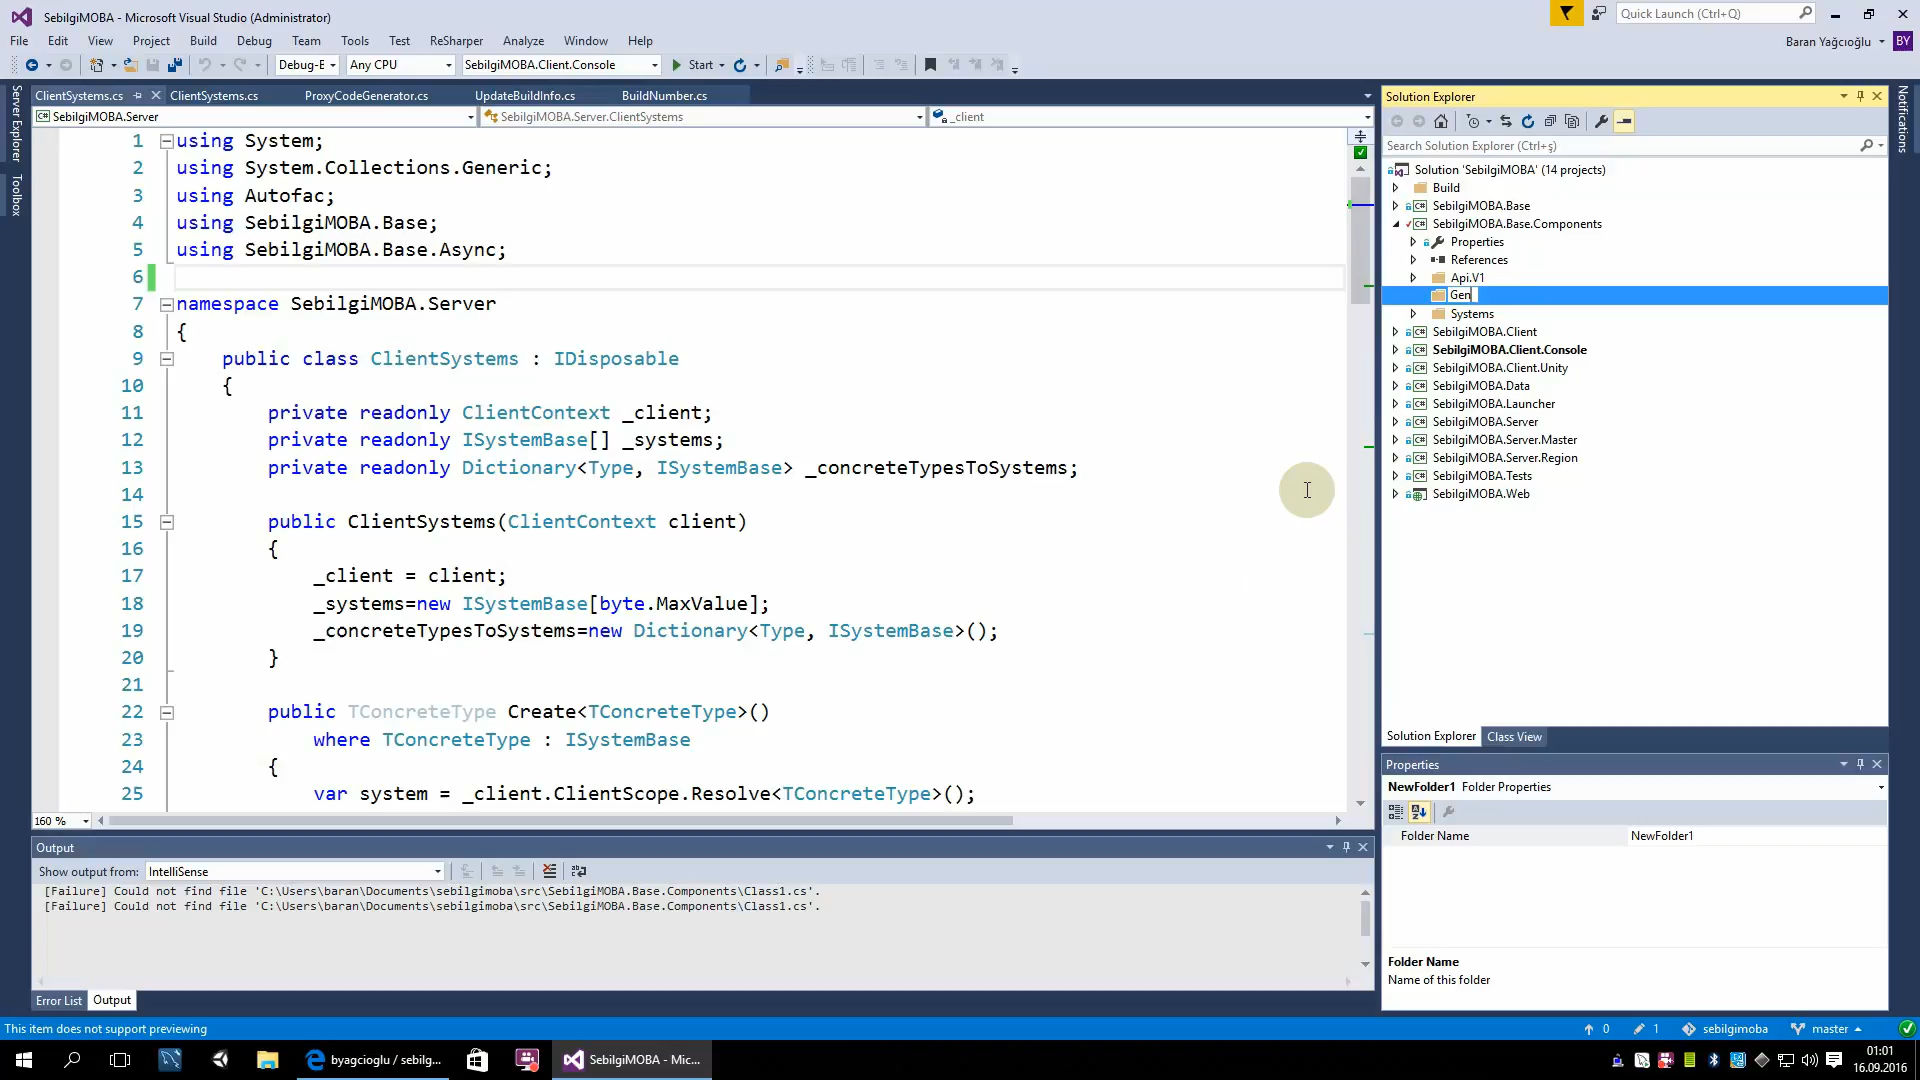 SebilgiMOBA - Microsoft Visual Studio (Administrator)
Quick Launch (Ctrl+Q)
File Edit View Project Build Debug Team Tools Test ReSharper Analyze Window Help
Baran Yağcıoğlu BY
Debug-E Any CPU SebilgiMOBA.Client.Console Start
Server Explorer
Toolbox
Notifications
ClientSystems.cs ClientSystems.cs ProxyCodeGenerator.cs UpdateBuildInfo.cs BuildNumber.cs
SebilgiMOBA.Server SebilgiMOBA.Server.ClientSystems _client
1 using System;
2 using System.Collections.Generic;
3 using Autofac;
4 using SebilgiMOBA.Base;
5 using SebilgiMOBA.Base.Async;
6
7 namespace SebilgiMOBA.Server
8 {
9 public class ClientSystems : IDisposable
10 {
11 private readonly ClientContext _client;
12 private readonly ISystemBase[] _systems;
13 private readonly Dictionary<Type, ISystemBase> _concreteTypesToSystems;
14
15 public ClientSystems(ClientContext client)
16 {
17 _client = client;
18 _systems=new ISystemBase[byte.MaxValue];
19 _concreteTypesToSystems=new Dictionary<Type, ISystemBase>();
20 }
21
22 public TConcreteType Create<TConcreteType>()
23 where TConcreteType : ISystemBase
24 {
25 var system = _client.ClientScope.Resolve<TConcreteType>();
160 %
Output
Show output from: IntelliSense
[Failure] Could not find file 'C:\Users\baran\Documents\sebilgimoba\src\SebilgiMOBA.Base.Components\Class1.cs'.
[Failure] Could not find file 'C:\Users\baran\Documents\sebilgimoba\src\SebilgiMOBA.Base.Components\Class1.cs'.
Error List Output
Solution Explorer
Search Solution Explorer (Ctrl+ş)
Solution 'SebilgiMOBA' (14 projects)
Build
SebilgiMOBA.Base
SebilgiMOBA.Base.Components
Properties
References
Api.V1
Gen
Systems
SebilgiMOBA.Client
SebilgiMOBA.Client.Console
SebilgiMOBA.Client.Unity
SebilgiMOBA.Data
SebilgiMOBA.Launcher
SebilgiMOBA.Server
SebilgiMOBA.Server.Master
SebilgiMOBA.Server.Region
SebilgiMOBA.Tests
SebilgiMOBA.Web
Solution Explorer Class View
Properties
NewFolder1 Folder Properties
Folder Name NewFolder1
Folder Name
Name of this folder
This item does not support previewing
0 1 sebilgimoba master
byagcioglu / sebilg...
SebilgiMOBA - Mic...
01:01
16.09.2016